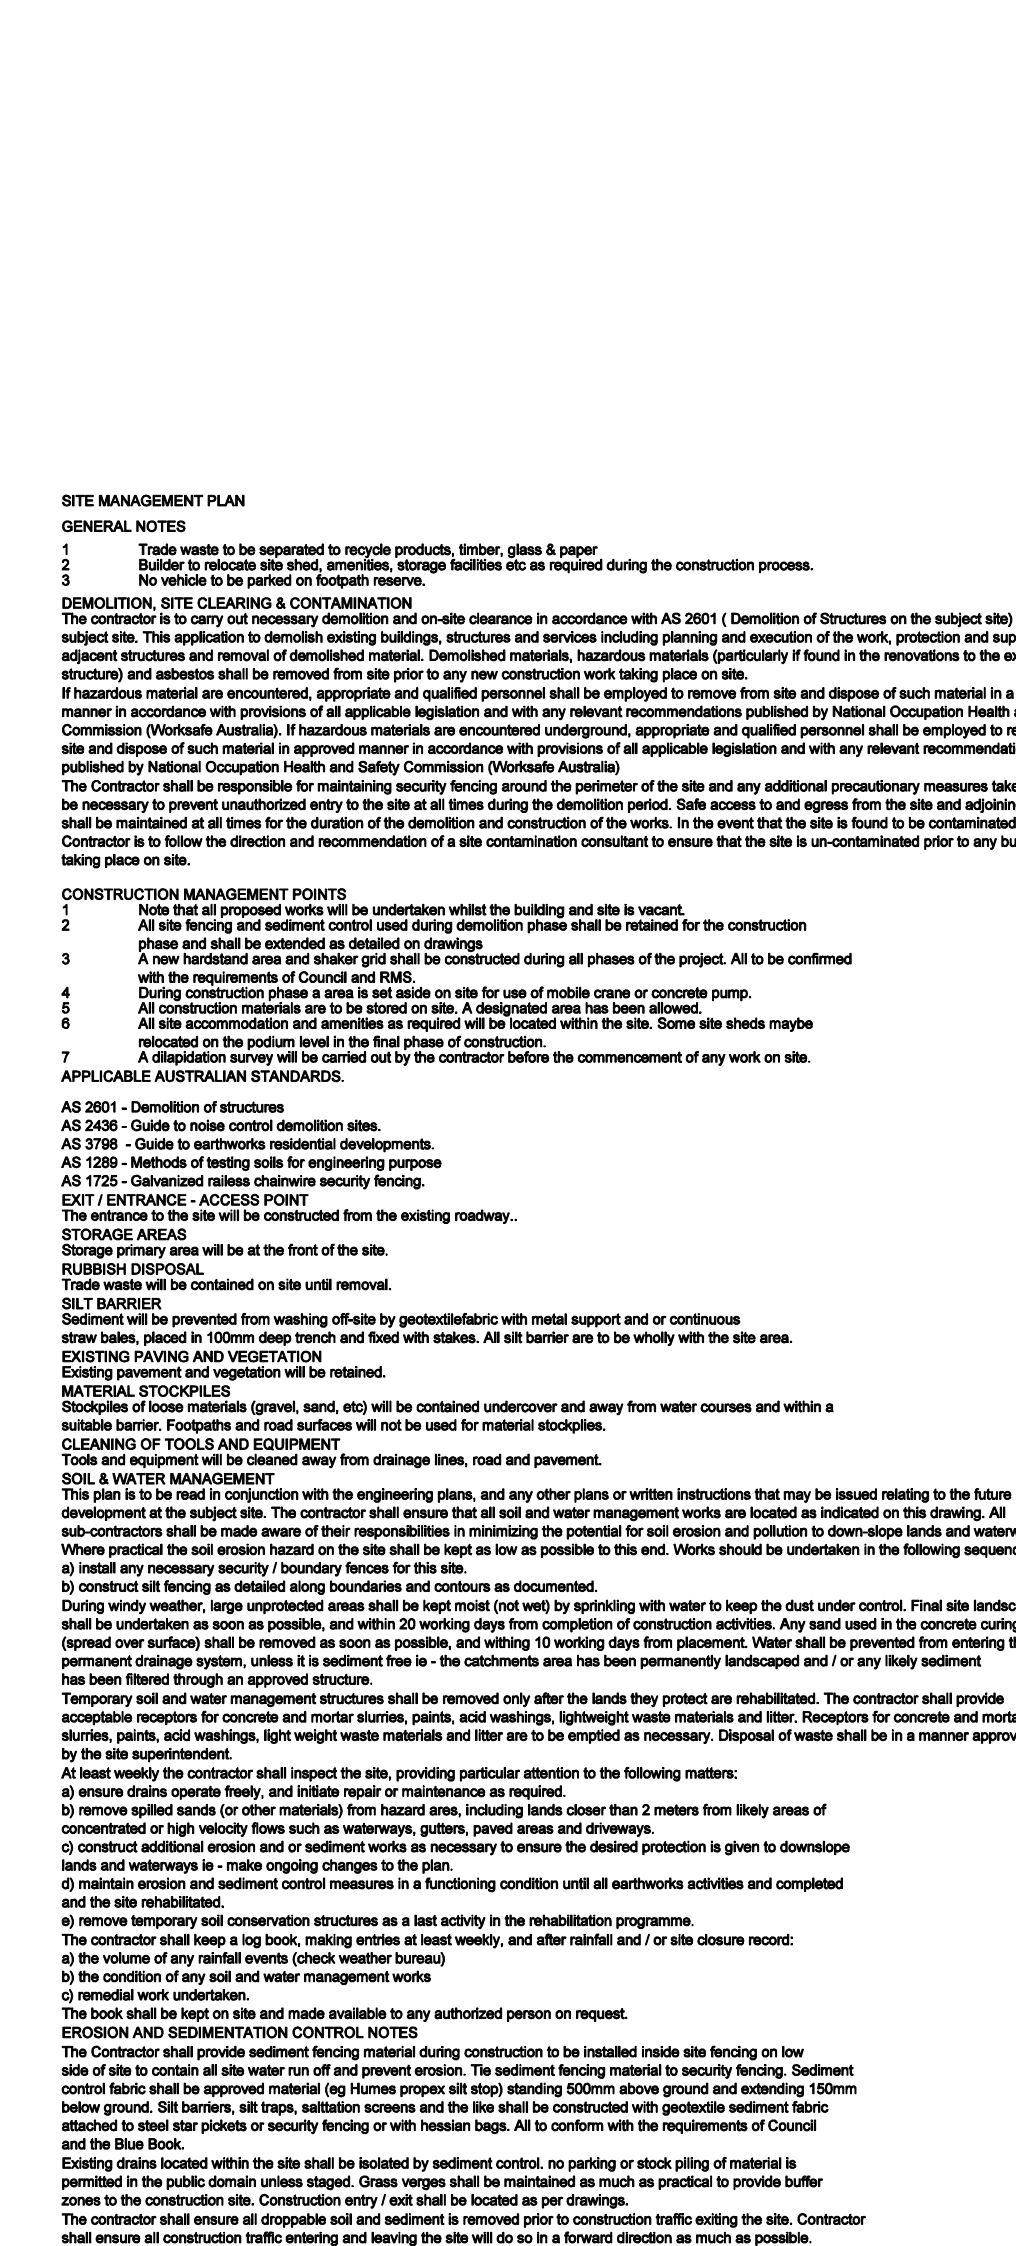 SITE MANAGEMENT PLAN
GENERAL NOTES
1 Trade waste to be separated to recycle products, timber, glass & paper
2 Builder to relocate site shed, amenities, storage facilities etc as required during the construction process.
3 No vehicle to be parked on footpath reserve.
DEMOLITION, SITE CLEARING & CONTAMINATION
The contractor is to carry out necessary demolition and on-site clearance in accordance with AS 2601 ( Demolition of Structures on the subject site)
subject site. This application to demolish existing buildings, structures and services including planning and execution of the work, protection and
adjacent structures and removal of demolished material. Demolished materials, hazardous materials (particularly if found in the renovations to the
structure) and asbestos shall be removed from site prior to any new construction work taking place on site.
If hazardous material are encountered, appropriate and qualified personnel shall be employed to remove from site and dispose of such material in a
manner in accordance with provisions of all applicable legislation and with any relevant recommendations published by National Occupation Health
Commission (Worksafe Australia). If hazardous materials are encountered underground, appropriate and qualified personnel shall be employed to
site and dispose of such material in approved manner in accordance with provisions of all applicable legislation and with any relevant
published by National Occupation Health and Safety Commission (Worksafe Australia)
The Contractor shall be responsible for maintaining security fencing around the perimeter of the site and any additional precautionary measures
be necessary to prevent unauthorized entry to the site at all times during the demolition period. Safe access to and egress from the site and
shall be maintained at all times for the duration of the demolition and construction of the works. In the event that the site is found to be contaminated
Contractor is to follow the direction and recommendation of a site contamination consultant to ensure that the site is un-contaminated prior to any
taking place on site.
CONSTRUCTION MANAGEMENT POINTS
1 Note that all proposed works will be undertaken whilst the building and site is vacant.
2 All site fencing and sediment control used during demolition phase shall be retained for the construction
phase and shall be extended as detailed on drawings
3 A new hardstand area and shaker grid shall be constructed during all phases of the project. All to be confirmed
with the requirements of Council and RMS.
4 During construction phase a area is set aside on site for use of mobile crane or concrete pump.
5 All construction materials are to be stored on site. A designated area has been allowed.
6 All site accommodation and amenities as required will be located within the site. Some site sheds maybe
relocated on the podium level in the final phase of construction.
7 A dilapidation survey will be carried out by the contractor before the commencement of any work on site.
APPLICABLE AUSTRALIAN STANDARDS.
AS 2601 - Demolition of structures
AS 2436 - Guide to noise control demolition sites.
AS 3798 - Guide to earthworks residential developments.
AS 1289 - Methods of testing soils for engineering purpose
AS 1725 - Galvanized railess chainwire security fencing.
EXIT / ENTRANCE - ACCESS POINT
The entrance to the site will be constructed from the existing roadway..
STORAGE AREAS
Storage primary area will be at the front of the site.
RUBBISH DISPOSAL
Trade waste will be contained on site until removal.
SILT BARRIER
Sediment will be prevented from washing off-site by geotextilefabric with metal support and or continuous
straw bales, placed in 100mm deep trench and fixed with stakes. All silt barrier are to be wholly with the site area.
EXISTING PAVING AND VEGETATION
Existing pavement and vegetation will be retained.
MATERIAL STOCKPILES
Stockpiles of loose materials (gravel, sand, etc) will be contained undercover and away from water courses and within a
suitable barrier. Footpaths and road surfaces will not be used for material stockplies.
CLEANING OF TOOLS AND EQUIPMENT
Tools and equipment will be cleaned away from drainage lines, road and pavement.
SOIL & WATER MANAGEMENT
This plan is to be read in conjunction with the engineering plans, and any other plans or written instructions that may be issued relating to the future
development at the subject site. The contractor shall ensure that all soil and water management works are located as indicated on this drawing. All
sub-contractors shall be made aware of their responsibilities in minimizing the potential for soil erosion and pollution to down-slope lands and
Where practical the soil erosion hazard on the site shall be kept as low as possible to this end. Works should be undertaken in the following
a) install any necessary security / boundary fences for this site.
b) construct silt fencing as detailed along boundaries and contours as documented.
During windy weather, large unprotected areas shall be kept moist (not wet) by sprinkling with water to keep the dust under control. Final site
shall be undertaken as soon as possible, and within 20 working days from completion of construction activities. Any sand used in the concrete curing
(spread over surface) shall be removed as soon as possible, and withing 10 working days from placement. Water shall be prevented from entering
permanent drainage system, unless it is sediment free ie - the catchments area has been permanently landscaped and / or any likely sediment
has been filtered through an approved structure.
Temporary soil and water management structures shall be removed only after the lands they protect are rehabilitated. The contractor shall provide
acceptable receptors for concrete and mortar slurries, paints, acid washings, lightweight waste materials and litter. Receptors for concrete and
slurries, paints, acid washings, light weight waste materials and litter are to be emptied as necessary. Disposal of waste shall be in a manner
by the site superintendent.
At least weekly the contractor shall inspect the site, providing particular attention to the following matters:
a) ensure drains operate freely, and initiate repair or maintenance as required.
b) remove spilled sands (or other materials) from hazard ares, including lands closer than 2 meters from likely areas of
concentrated or high velocity flows such as waterways, gutters, paved areas and driveways.
c) construct additional erosion and or sediment works as necessary to ensure the desired protection is given to downslope
lands and waterways ie - make ongoing changes to the plan.
d) maintain erosion and sediment control measures in a functioning condition until all earthworks activities and completed
and the site rehabilitated.
e) remove temporary soil conservation structures as a last activity in the rehabilitation programme.
The contractor shall keep a log book, making entries at least weekly, and after rainfall and / or site closure record:
a) the volume of any rainfall events (check weather bureau)
b) the condition of any soil and water management works
c) remedial work undertaken.
The book shall be kept on site and made available to any authorized person on request.
EROSION AND SEDIMENTATION CONTROL NOTES
The Contractor shall provide sediment fencing material during construction to be installed inside site fencing on low
side of site to contain all site water run off and prevent erosion. Tie sediment fencing material to security fencing. Sediment
control fabric shall be approved material (eg Humes propex silt stop) standing 500mm above ground and extending 150mm
below ground. Silt barriers, silt traps, salttation screens and the like shall be constructed with geotextile sediment fabric
attached to steel star pickets or security fencing or with hessian bags. All to conform with the requirements of Council
and the Blue Book.
Existing drains located within the site shall be isolated by sediment control. no parking or stock piling of material is
permitted in the public domain unless staged. Grass verges shall be maintained as much as practical to provide buffer
zones to the construction site. Construction entry / exit shall be located as per drawings.
The contractor shall ensure all droppable soil and sediment is removed prior to construction traffic exiting the site. Contractor
shall ensure all construction traffic entering and leaving the site will do so in a forward direction as much as possible.